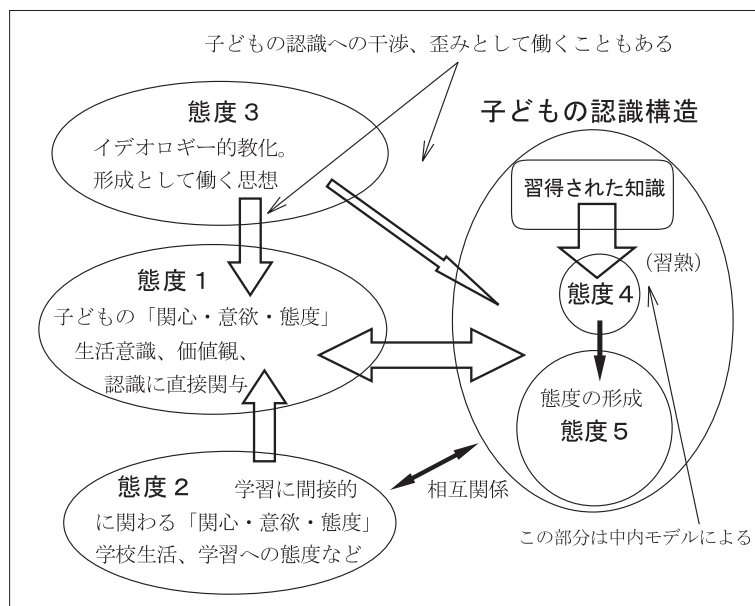 子どもの認識への干渉、歪みとして働くこともある
態度３
イデオロギー的教化。
形成として働く思想
子どもの認識構造
習得された知識
(習熟)
態度４
態度１
子どもの「関心・意欲・態度」
生活意識、価値観、
認識に直接関与
態度の形成
態度５
態度２　学習に間接的
に関わる「関心・意欲・態度」
学校生活、学習への態度など
相互関係
この部分は中内モデルによる